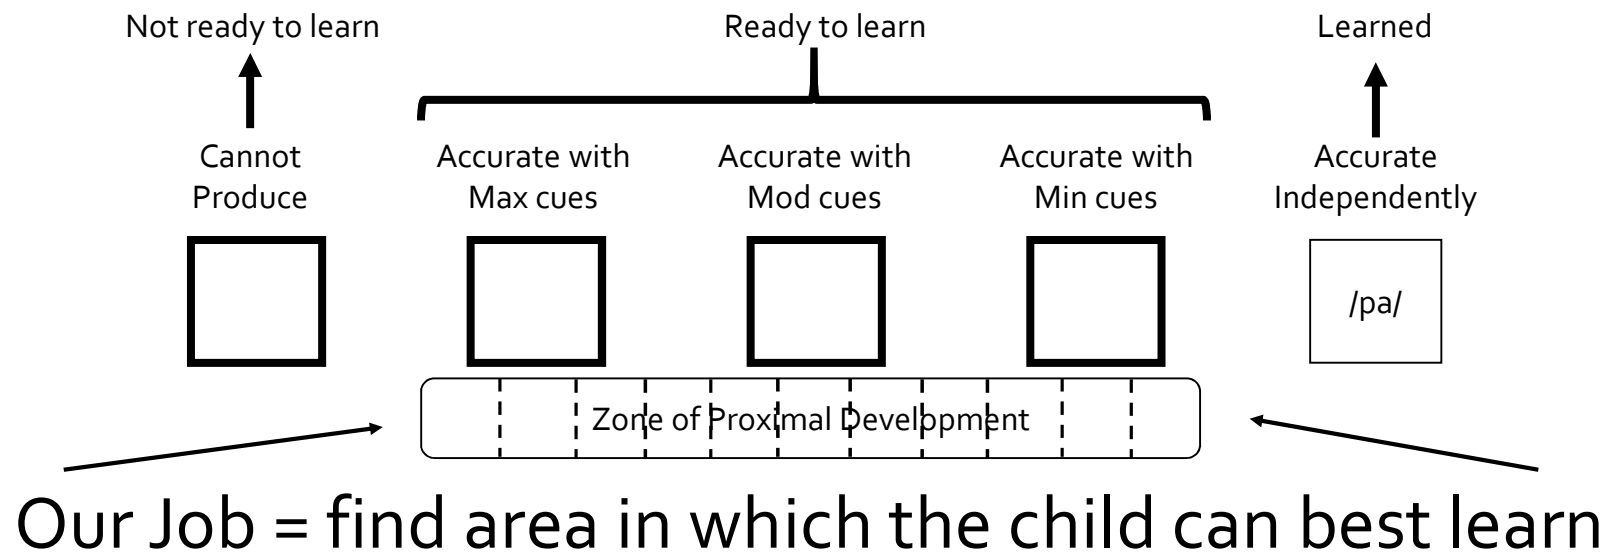 Not ready to learn
Ready to learn
Learned
Cannot
Produce
Accurate with
Max cues
Accurate with
Mod cues
Accurate with
Min cues
Accurate
Independently
/pa/
Zone of Proximal Development
Our Job = find area in which the child can best learn